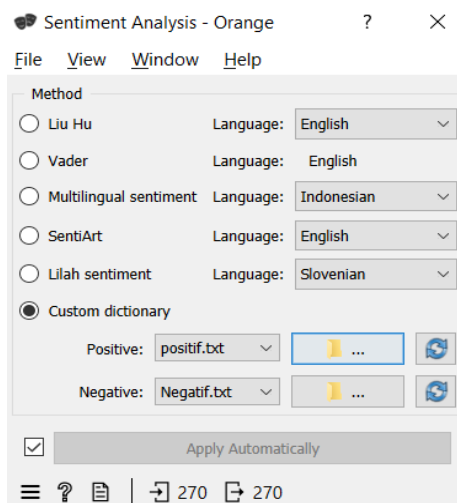 Sentiment Analysis - Orange ? ×
File View Window Help
Method
Liu Hu Language: English
Vader Language: English
Multilingual sentiment Language: Indonesian
SentiArt Language: English
Lilah sentiment Language: Slovenian
Custom dictionary
Positive: positif.txt ...
Negative: Negatif.txt ...
Apply Automatically
? 270 270